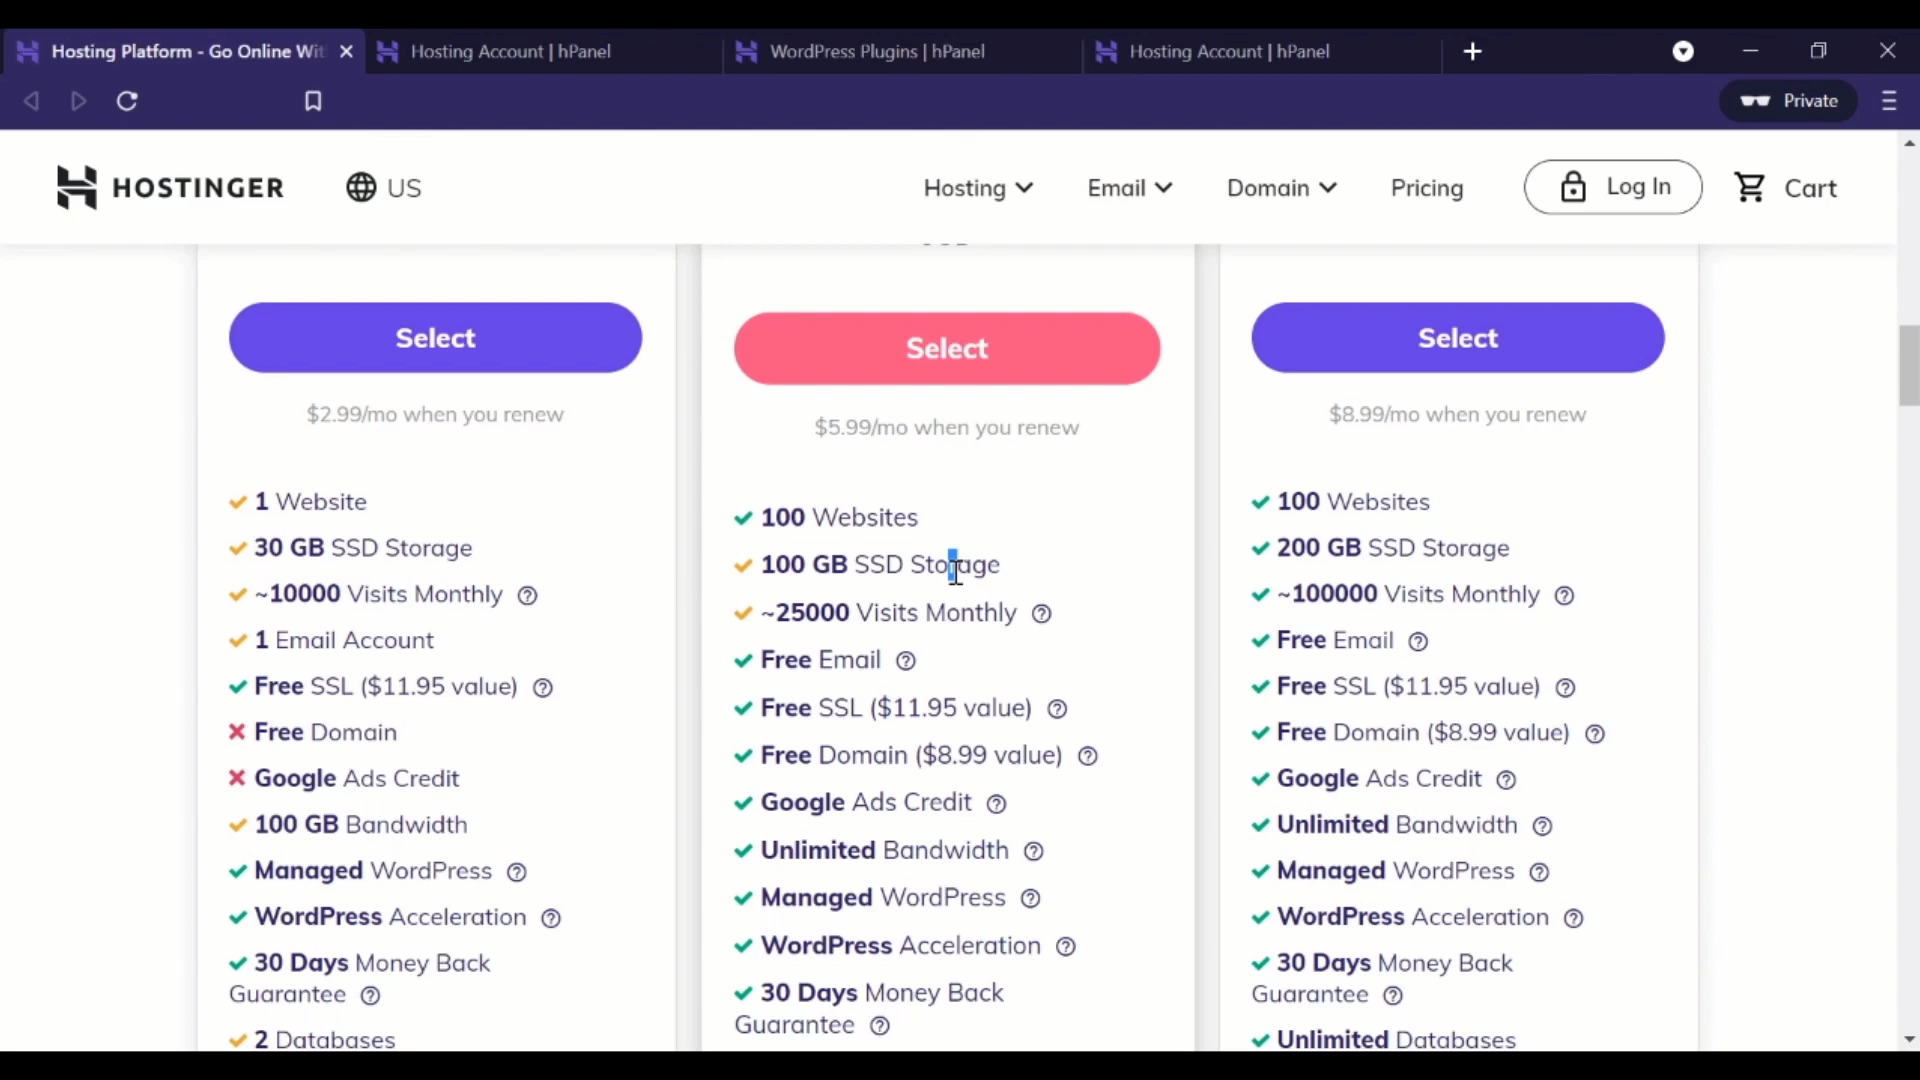 Hosting Platform - Go Online Wit
Hosting Account | hPanel
WordPress Plugins | hPanel
Hosting Account | hPanel
Private
HOSTINGER
US
Hosting
Email
Domain
Pricing
Log In
Cart
Select
$2.99/mo when you renew
1 Website
30 GB SSD Storage
~10000 Visits Monthly
1 Email Account
Free SSL ($11.95 value)
Free Domain
Google Ads Credit
100 GB Bandwidth
Managed WordPress
WordPress Acceleration
30 Days Money Back
Guarantee
2 Databases
Select
$5.99/mo when you renew
100 Websites
100 GB SSD Storage
~25000 Visits Monthly
Free Email
Free SSL ($11.95 value)
Free Domain ($8.99 value)
Google Ads Credit
Unlimited Bandwidth
Managed WordPress
WordPress Acceleration
30 Days Money Back
Guarantee
Select
$8.99/mo when you renew
100 Websites
200 GB SSD Storage
~100000 Visits Monthly
Free Email
Free SSL ($11.95 value)
Free Domain ($8.99 value)
Google Ads Credit
Unlimited Bandwidth
Managed WordPress
WordPress Acceleration
30 Days Money Back
Guarantee
Unlimited Databases